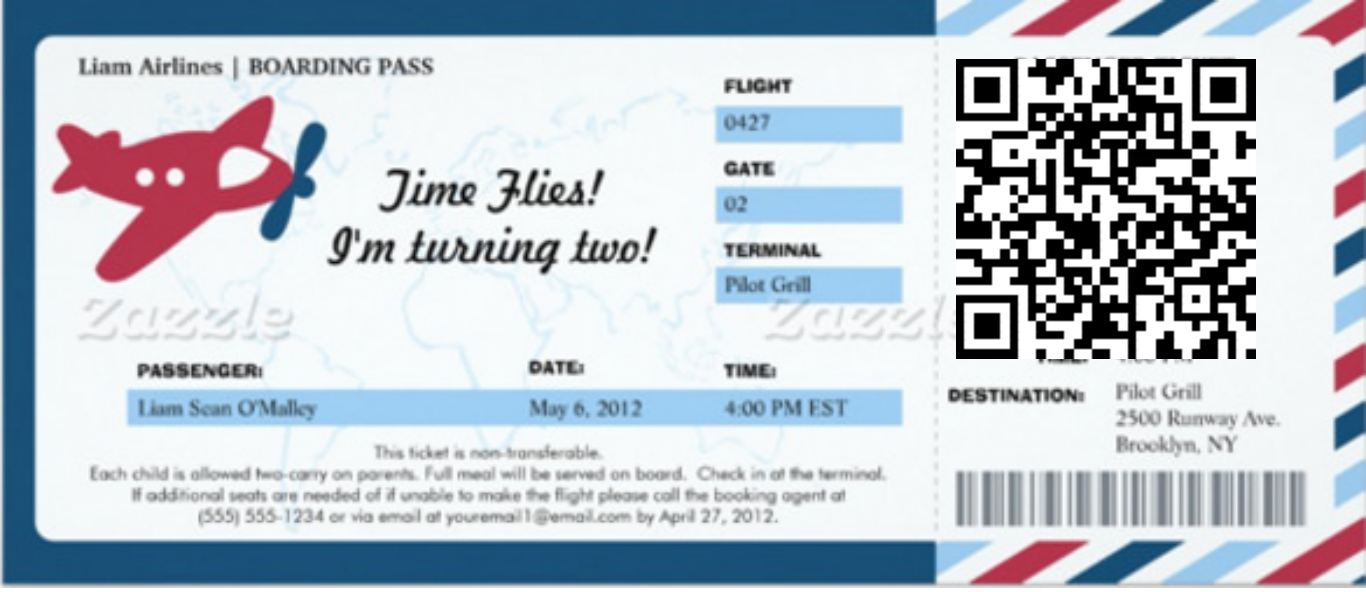 Liam Airlines | BOARDING PASS
Time Flies!
I'm turning two!
FLIGHT
0427
GATE
02
TERMINAL
Pilot Grill
Zazzle
Zazzle
PASSENGER: DATE: TIME:
Liam Sean O'Malley May 6, 2012 4:00 PM EST
This ticket is non-transferable.
Each child is allowed two-carry on parents. Full meal will be served on board. Check in at the terminal.
If additional seats are needed of if unable to make the flight please call the booking agent at
(555) 555-1234 or via email at youremail1@email.com by April 27, 2012.
DESTINATION: Pilot Grill
2500 Runway Ave.
Brooklyn, NY